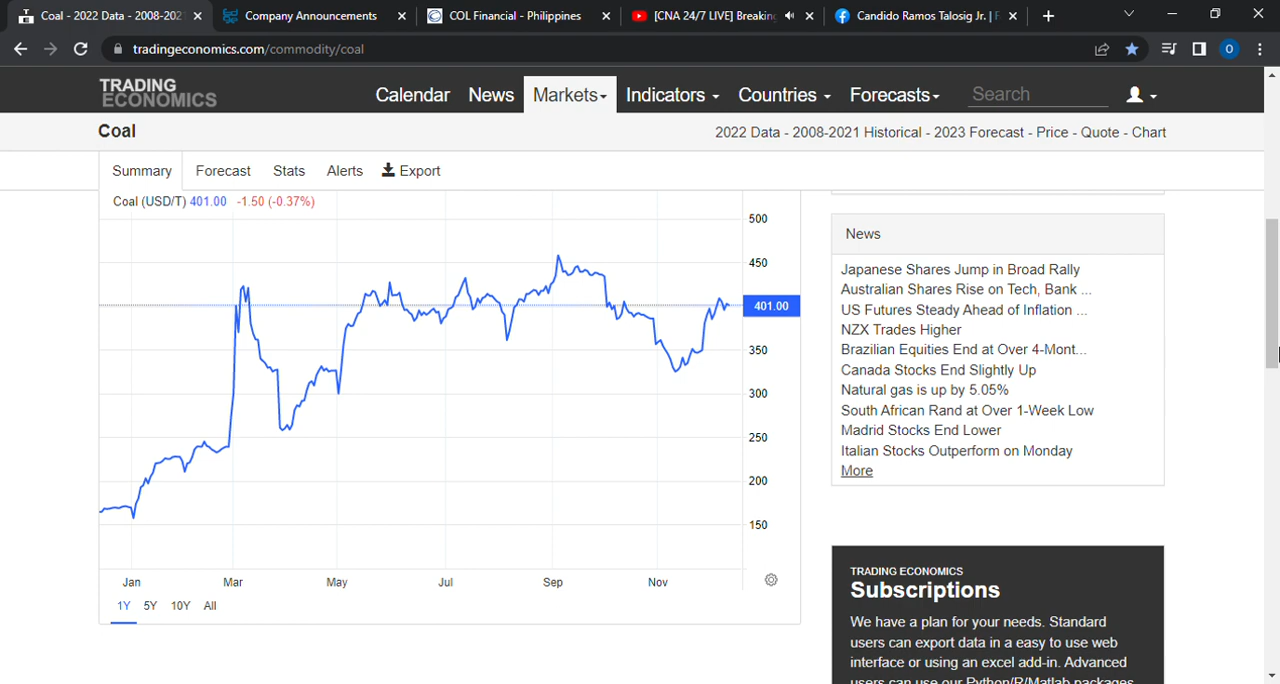 Coal - 2022 Data - 2008-202
Company Announcements
COL Financial - Philippines
[CNA 24/7 LIVE] Breaking
Candido Ramos Talosig Jr. | F
tradingeconomics.com/commodity/coal
O
TRADING
ECONOMICS
Calendar
News
Markets
Indicators
Countries
Forecasts
Search
Coal
2022 Data - 2008-2021 Historical - 2023 Forecast - Price - Quote - Chart
Summary
Forecast
Stats
Alerts
Export
Coal (USD/T) 401.00 -1.50 (-0.37%)
500
450
401.00
350
300
250
200
150
Jan
Mar
May
Jul
Sep
Nov
1Y
5Y
10Y
All
News
Japanese Shares Jump in Broad Rally
Australian Shares Rise on Tech, Bank ...
US Futures Steady Ahead of Inflation ...
NZX Trades Higher
Brazilian Equities End at Over 4-Mont...
Canada Stocks End Slightly Up
Natural gas is up by 5.05%
South African Rand at Over 1-Week Low
Madrid Stocks End Lower
Italian Stocks Outperform on Monday
More
TRADING ECONOMICS
Subscriptions
We have a plan for your needs. Standard
users can export data in a easy to use web
interface or using an excel add-in. Advanced
users can use our Python/R/Matlab packages